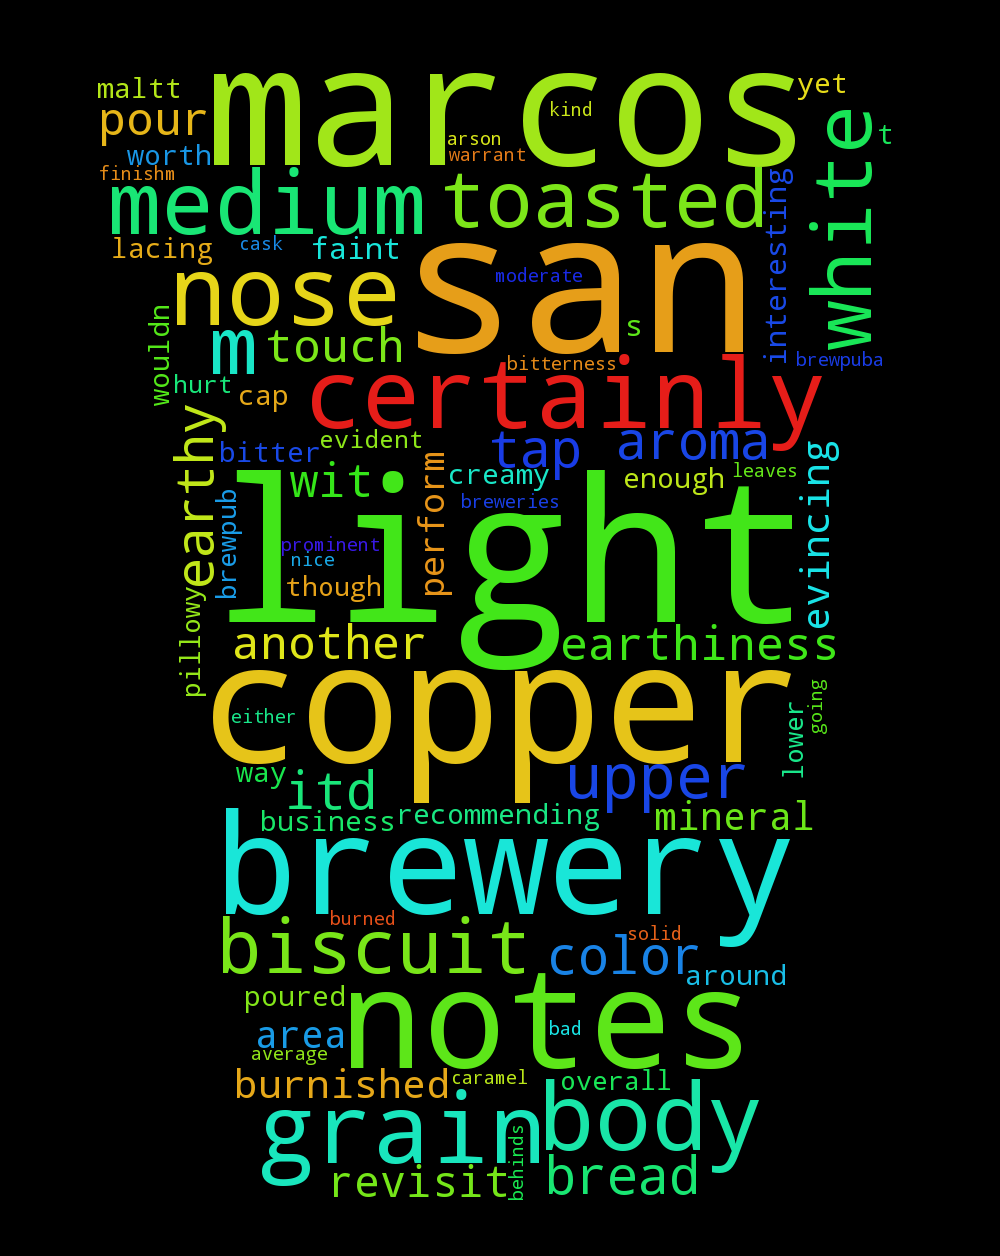 marcos
yet
maltt
kind
pour
arson
white
t
worth
warrant
finishm
medium
toasted
interesting
lacing
cask
faint
san
moderate
nose
wouldn
m
touch
s
bitterness
brewpuba
hurt
cap
certainly
earthy
bitter
evident
tap
aroma
evincing
wit
perform
creamy
enough
leaves
brewpub
light
breweries
prominent
nice
though
pillowy
another
earthiness
copper
either
going
lower
way
itd
upper
business
recommending
mineral
brewery
burned
biscuit
color
solid
around
poured
notes
area
bad
average
burnished
caramel
overall
grain
body
behinds
revisit
bread